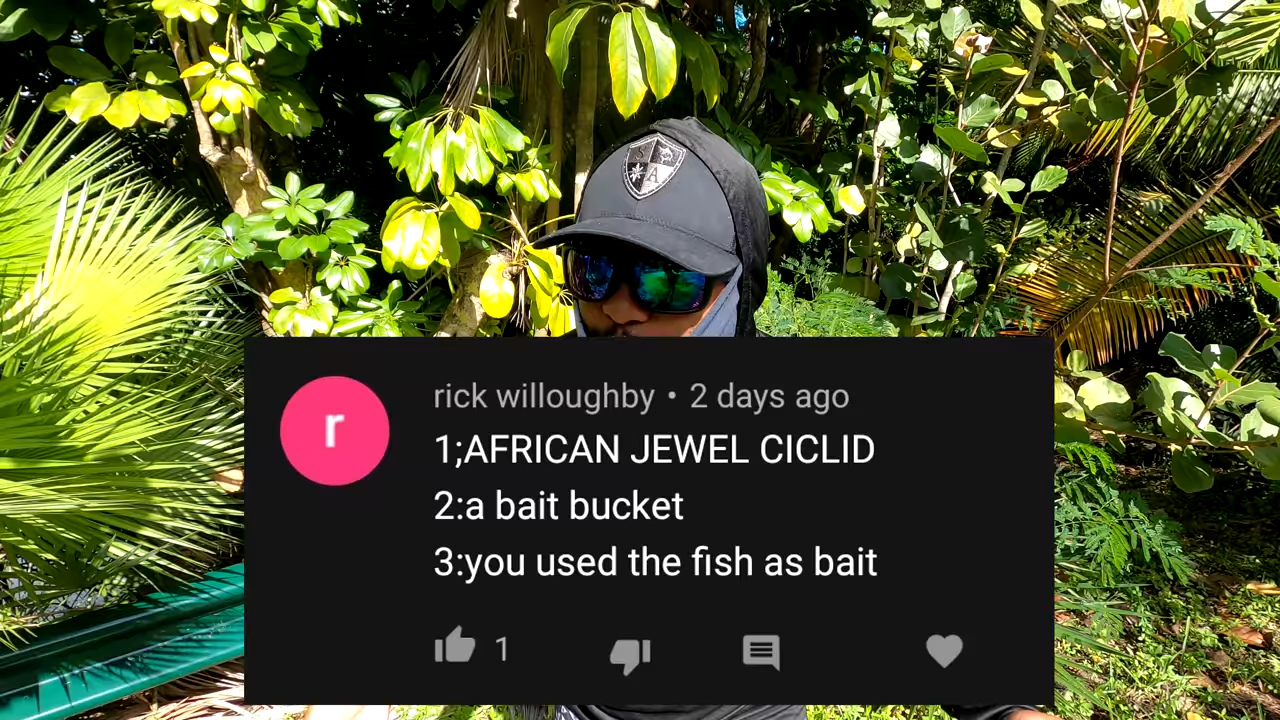 S
A
r
rick willoughby • 2 days ago
1;AFRICAN JEWEL CICLID
2:a bait bucket
3:you used the fish as bait
1